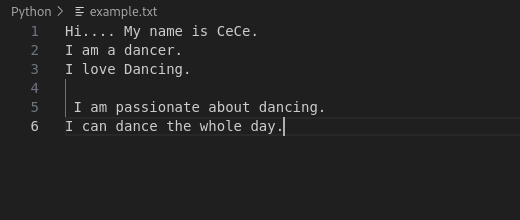 Python > example.txt
1 Hi.... My name is CeCe.
2 I am a dancer.
3 I love Dancing.
4
5  I am passionate about dancing.
6 I can dance the whole day.